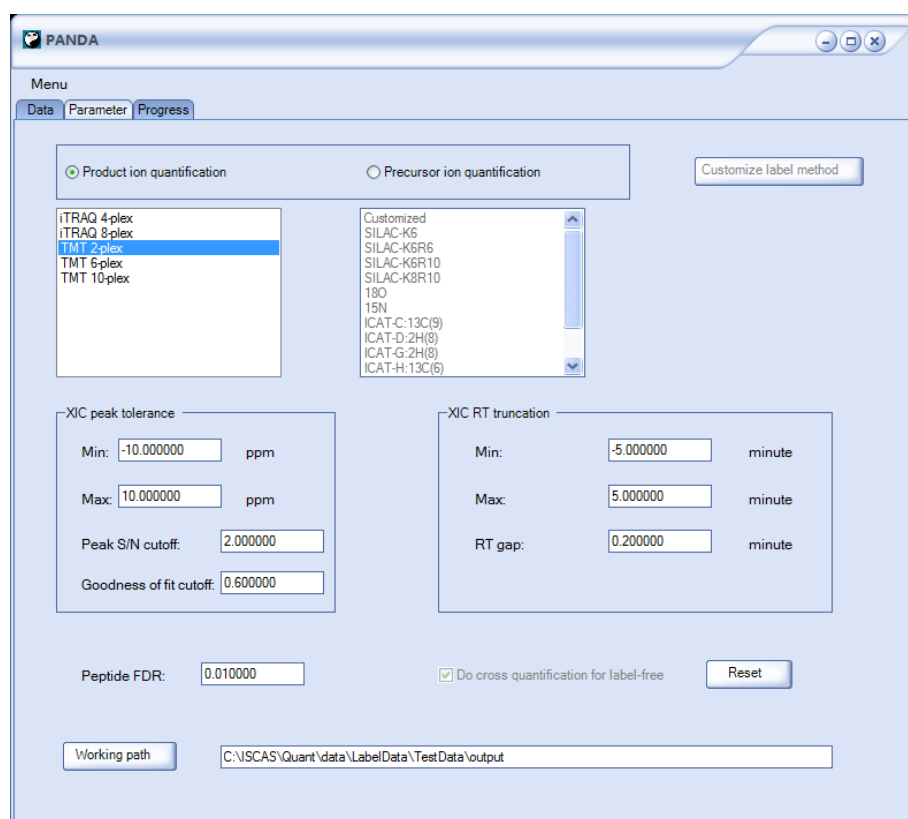 PANDA
Menu
Data Parameter Progress
Product ion quantification
Precursor ion quantification
Customize label method
iTRAQ 4-plex
iTRAQ 8-plex
TMT 2-plex
TMT 6-plex
TMT 10-plex
Customized
SILAC-K6
SILAC-K6R6
SILAC-K6R10
SILAC-K8R10
18O
15N
ICAT-C:13C(9)
ICAT-D:2H(8)
ICAT-G:2H(8)
ICAT-H:13C(6)
XIC peak tolerance
Min: -10.000000 ppm
Max: 10.000000 ppm
Peak S/N cutoff: 2.000000
Goodness of fit cutoff: 0.600000
XIC RT truncation
Min: -5.000000 minute
Max: 5.000000 minute
RT gap: 0.200000 minute
Peptide FDR: 0.010000
Do cross quantification for label-free
Reset
Working path
C:\ISCAS\Quant\data\LabelData\TestData\output